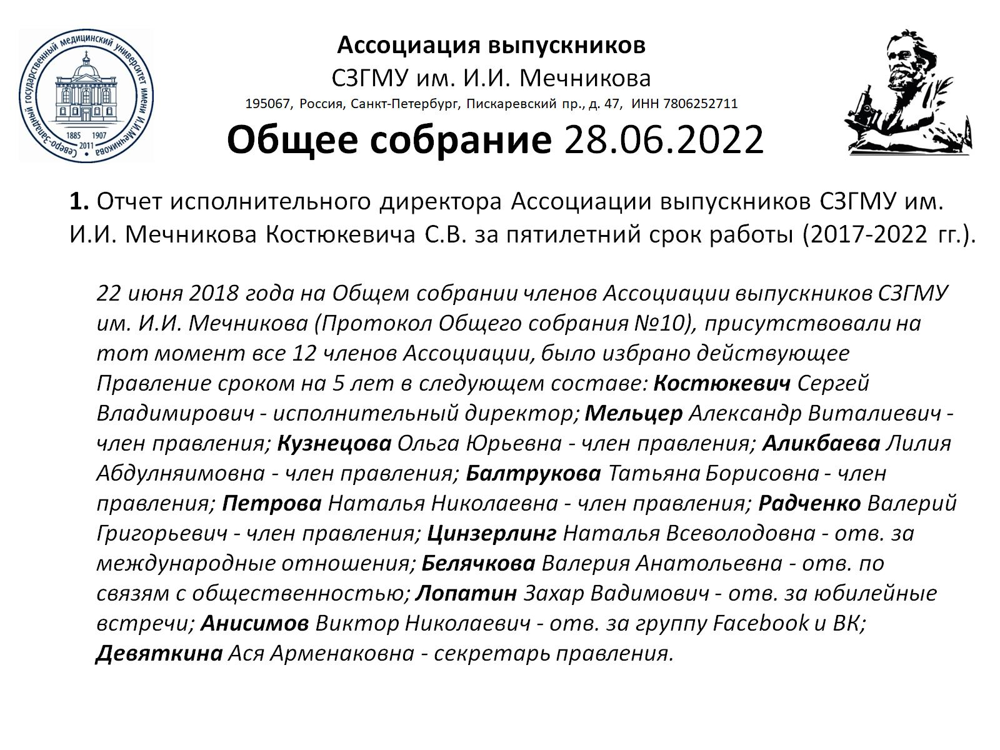 Северо-Западный государственный медицинский университет имени И.И.Мечникова
1885 1907
2011
Ассоциация выпускников
СЗГМУ им. И.И. Мечникова
195067, Россия, Санкт-Петербург, Пискаревский пр., д. 47, ИНН 7806252711
Общее собрание 28.06.2022
1. Отчет исполнительного директора Ассоциации выпускников СЗГМУ им.
И.И. Мечникова Костюкевича С.В. за пятилетний срок работы (2017-2022 гг.).
22 июня 2018 года на Общем собрании членов Ассоциации выпускников СЗГМУ
им. И.И. Мечникова (Протокол Общего собрания №10), присутствовали на
тот момент все 12 членов Ассоциации, было избрано действующее
Правление сроком на 5 лет в следующем составе: Костюкевич Сергей
Владимирович - исполнительный директор; Мельцер Александр Виталиевич -
член правления; Кузнецова Ольга Юрьевна - член правления; Аликбаева Лилия
Абдулняимовна - член правления; Балтрукова Татьяна Борисовна - член
правления; Петрова Наталья Николаевна - член правления; Радченко Валерий
Григорьевич - член правления; Цинзерлинг Наталья Всеволодовна - отв. за
международные отношения; Белячкова Валерия Анатольевна - отв. по
связям с общественностью; Лопатин Захар Вадимович - отв. за юбилейные
встречи; Анисимов Виктор Николаевич - отв. за группу Facebook и ВК;
Девяткина Ася Арменаковна - секретарь правления.